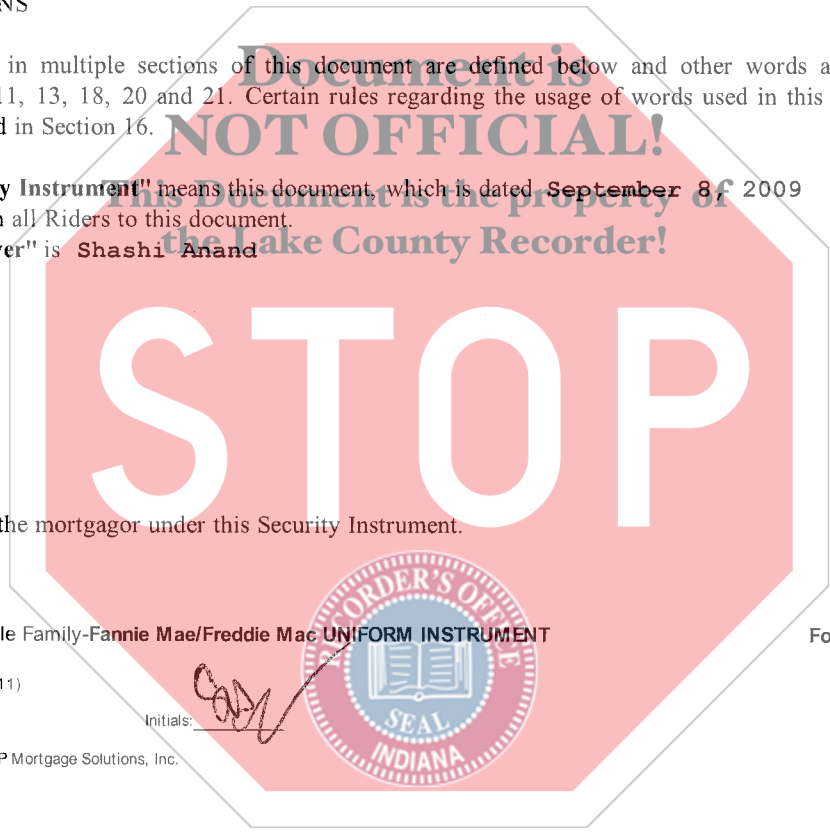 NS
Document is
in multiple sections of this document are defined below and other words a
11, 13, 18, 20 and 21. Certain rules regarding the usage of words used in this
d in Section 16.
NOT OFFICIAL!
y Instrument" means this document, which is dated September 8, 2009
This Document is the property of
all Riders to this document.
the Lake County Recorder!
er" is Shashi Anand
STOP
the mortgagor under this Security Instrument.
RECORDER'S OFFICE
le Family-Fannie Mae/Freddie Mac UNIFORM INSTRUMENT Fo
11)
Initials:
SEAL
INDIANA
P Mortgage Solutions, Inc.